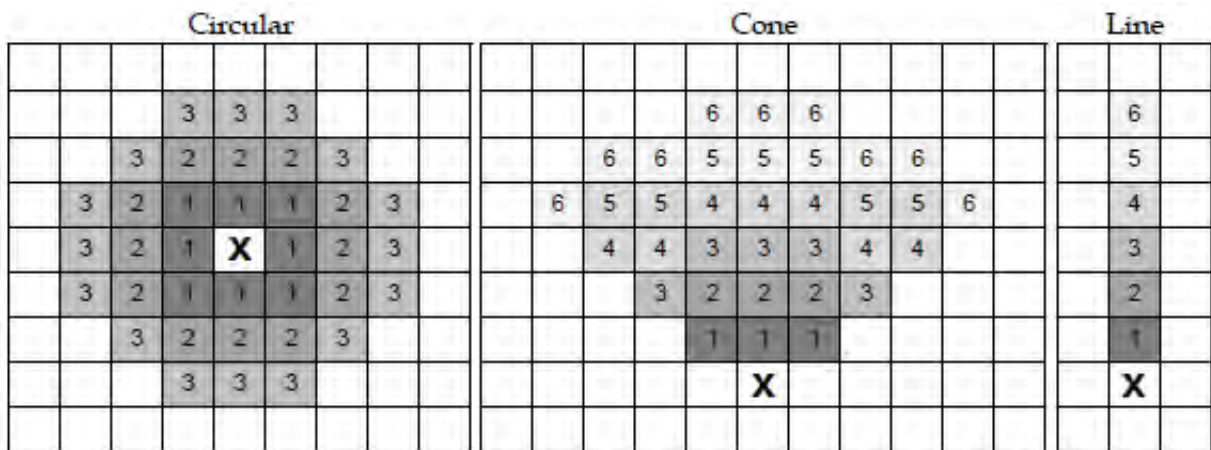 Circular Cone Line
3 3 3 6 6 6 6
3 2 2 2 3 6 6 5 5 5 6 6 5
3 2 1 1 1 2 3 6 5 5 4 4 4 5 5 6 4
3 2 1 X 1 2 3 4 4 3 3 3 4 4 3
3 2 1 1 1 2 3 3 2 2 2 3 2
3 2 2 2 3 1 1 1 1
3 3 3 X X